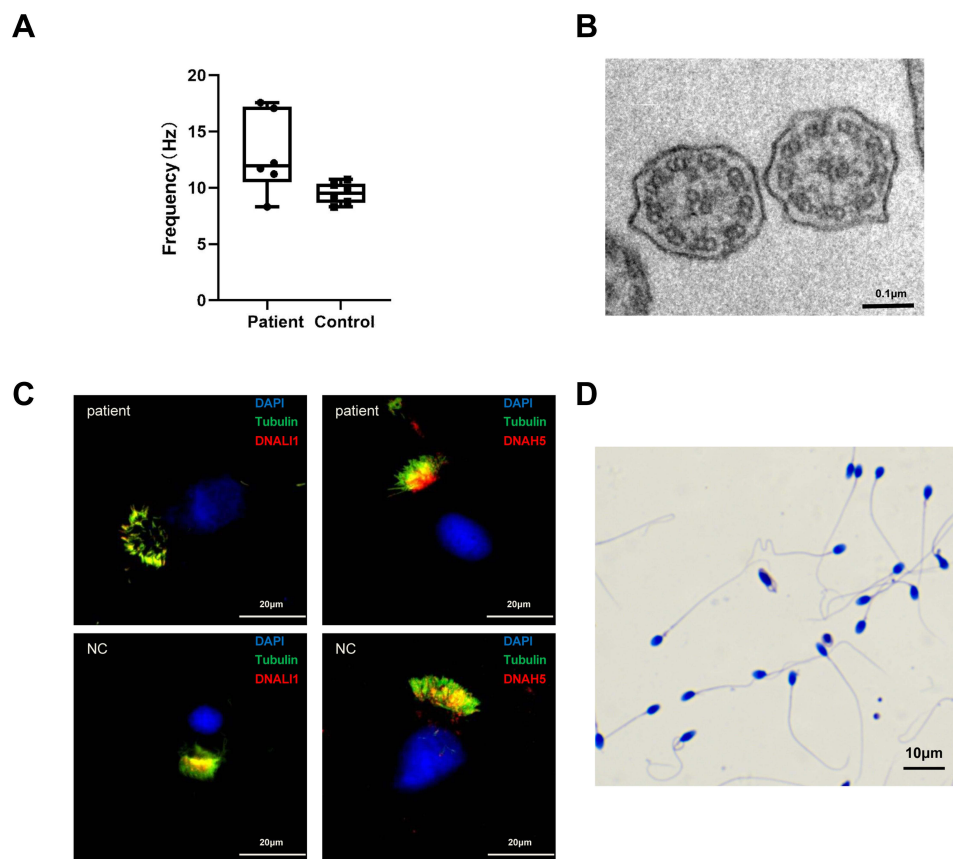 A
B
20
15
10
5
0
Frequency(Hz)
Patient Control
0.1μm
C
D
patient
DAPI
Tubulin
DNALI1
20μm
patient
DAPI
Tubulin
DNAH5
20μm
NC
DAPI
Tubulin
DNALI1
20μm
NC
DAPI
Tubulin
DNAH5
20μm
10μm